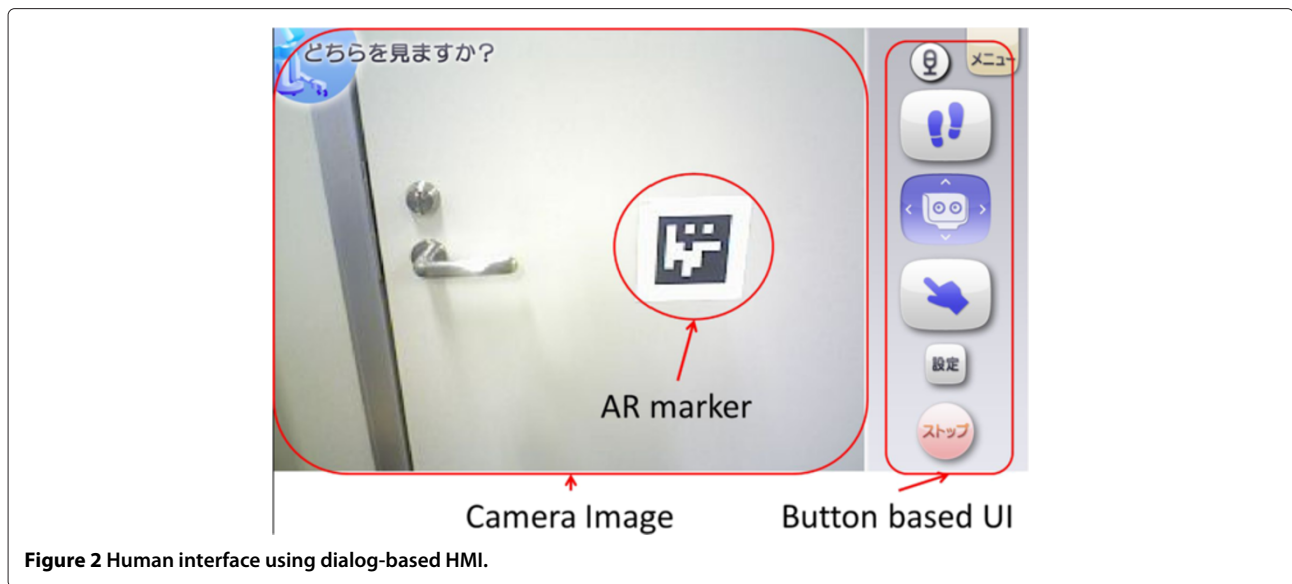 どちらを見ますか?
メニュー
設定
ストップ
AR marker
Camera Image
Button based UI
Figure 2 Human interface using dialog-based HMI.